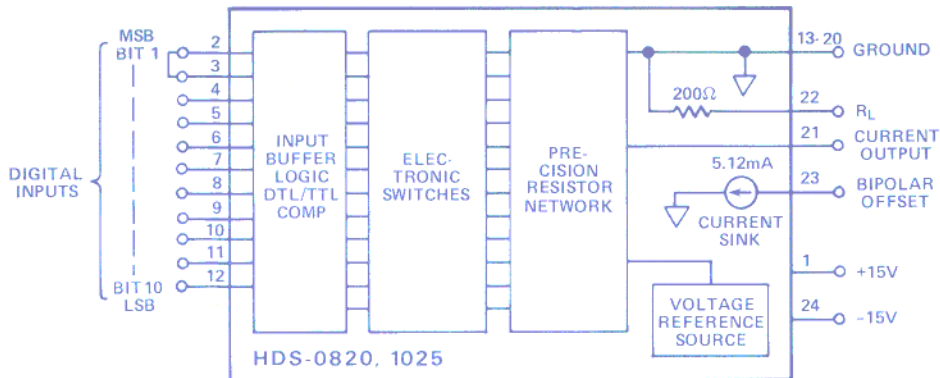 MSB
BIT 1
DIGITAL
INPUTS
BIT 10
LSB
2
3
4
5
6
7
8
9
10
11
12
INPUT
BUFFER
LOGIC
DTL/TTL
COMP
ELEC-
TRONIC
SWITCHES
PRE-
CISION
RESISTOR
NETWORK
13-20
GROUND
200Ω
22
RL
21
CURRENT
OUTPUT
5.12mA
23
BIPOLAR
OFFSET
CURRENT
SINK
1
+15V
VOLTAGE
REFERENCE
SOURCE
24
-15V
HDS-0820, 1025